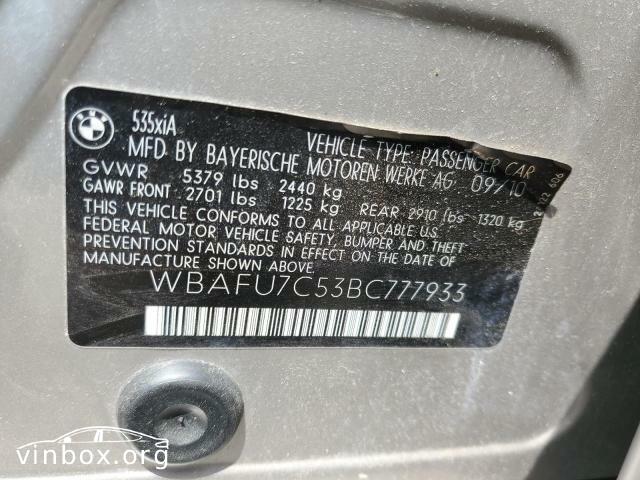 BMW
535xiA
VEHICLE TYPE: PASSENGER CAR
MFD BY BAYERISCHE MOTOREN WERKE AG 09/10
GVWR 5379 lbs 2440 kg
GAWR FRONT 2701 lbs 1225 kg REAR 2910 lbs 1320 kg
THIS VEHICLE CONFORMS TO ALL APPLICABLE U.S.
FEDERAL MOTOR VEHICLE SAFETY, BUMPER AND THEFT
PREVENTION STANDARDS IN EFFECT ON THE DATE OF
MANUFACTURE SHOWN ABOVE.
WBAFU7C53BC777933
vinbox.org